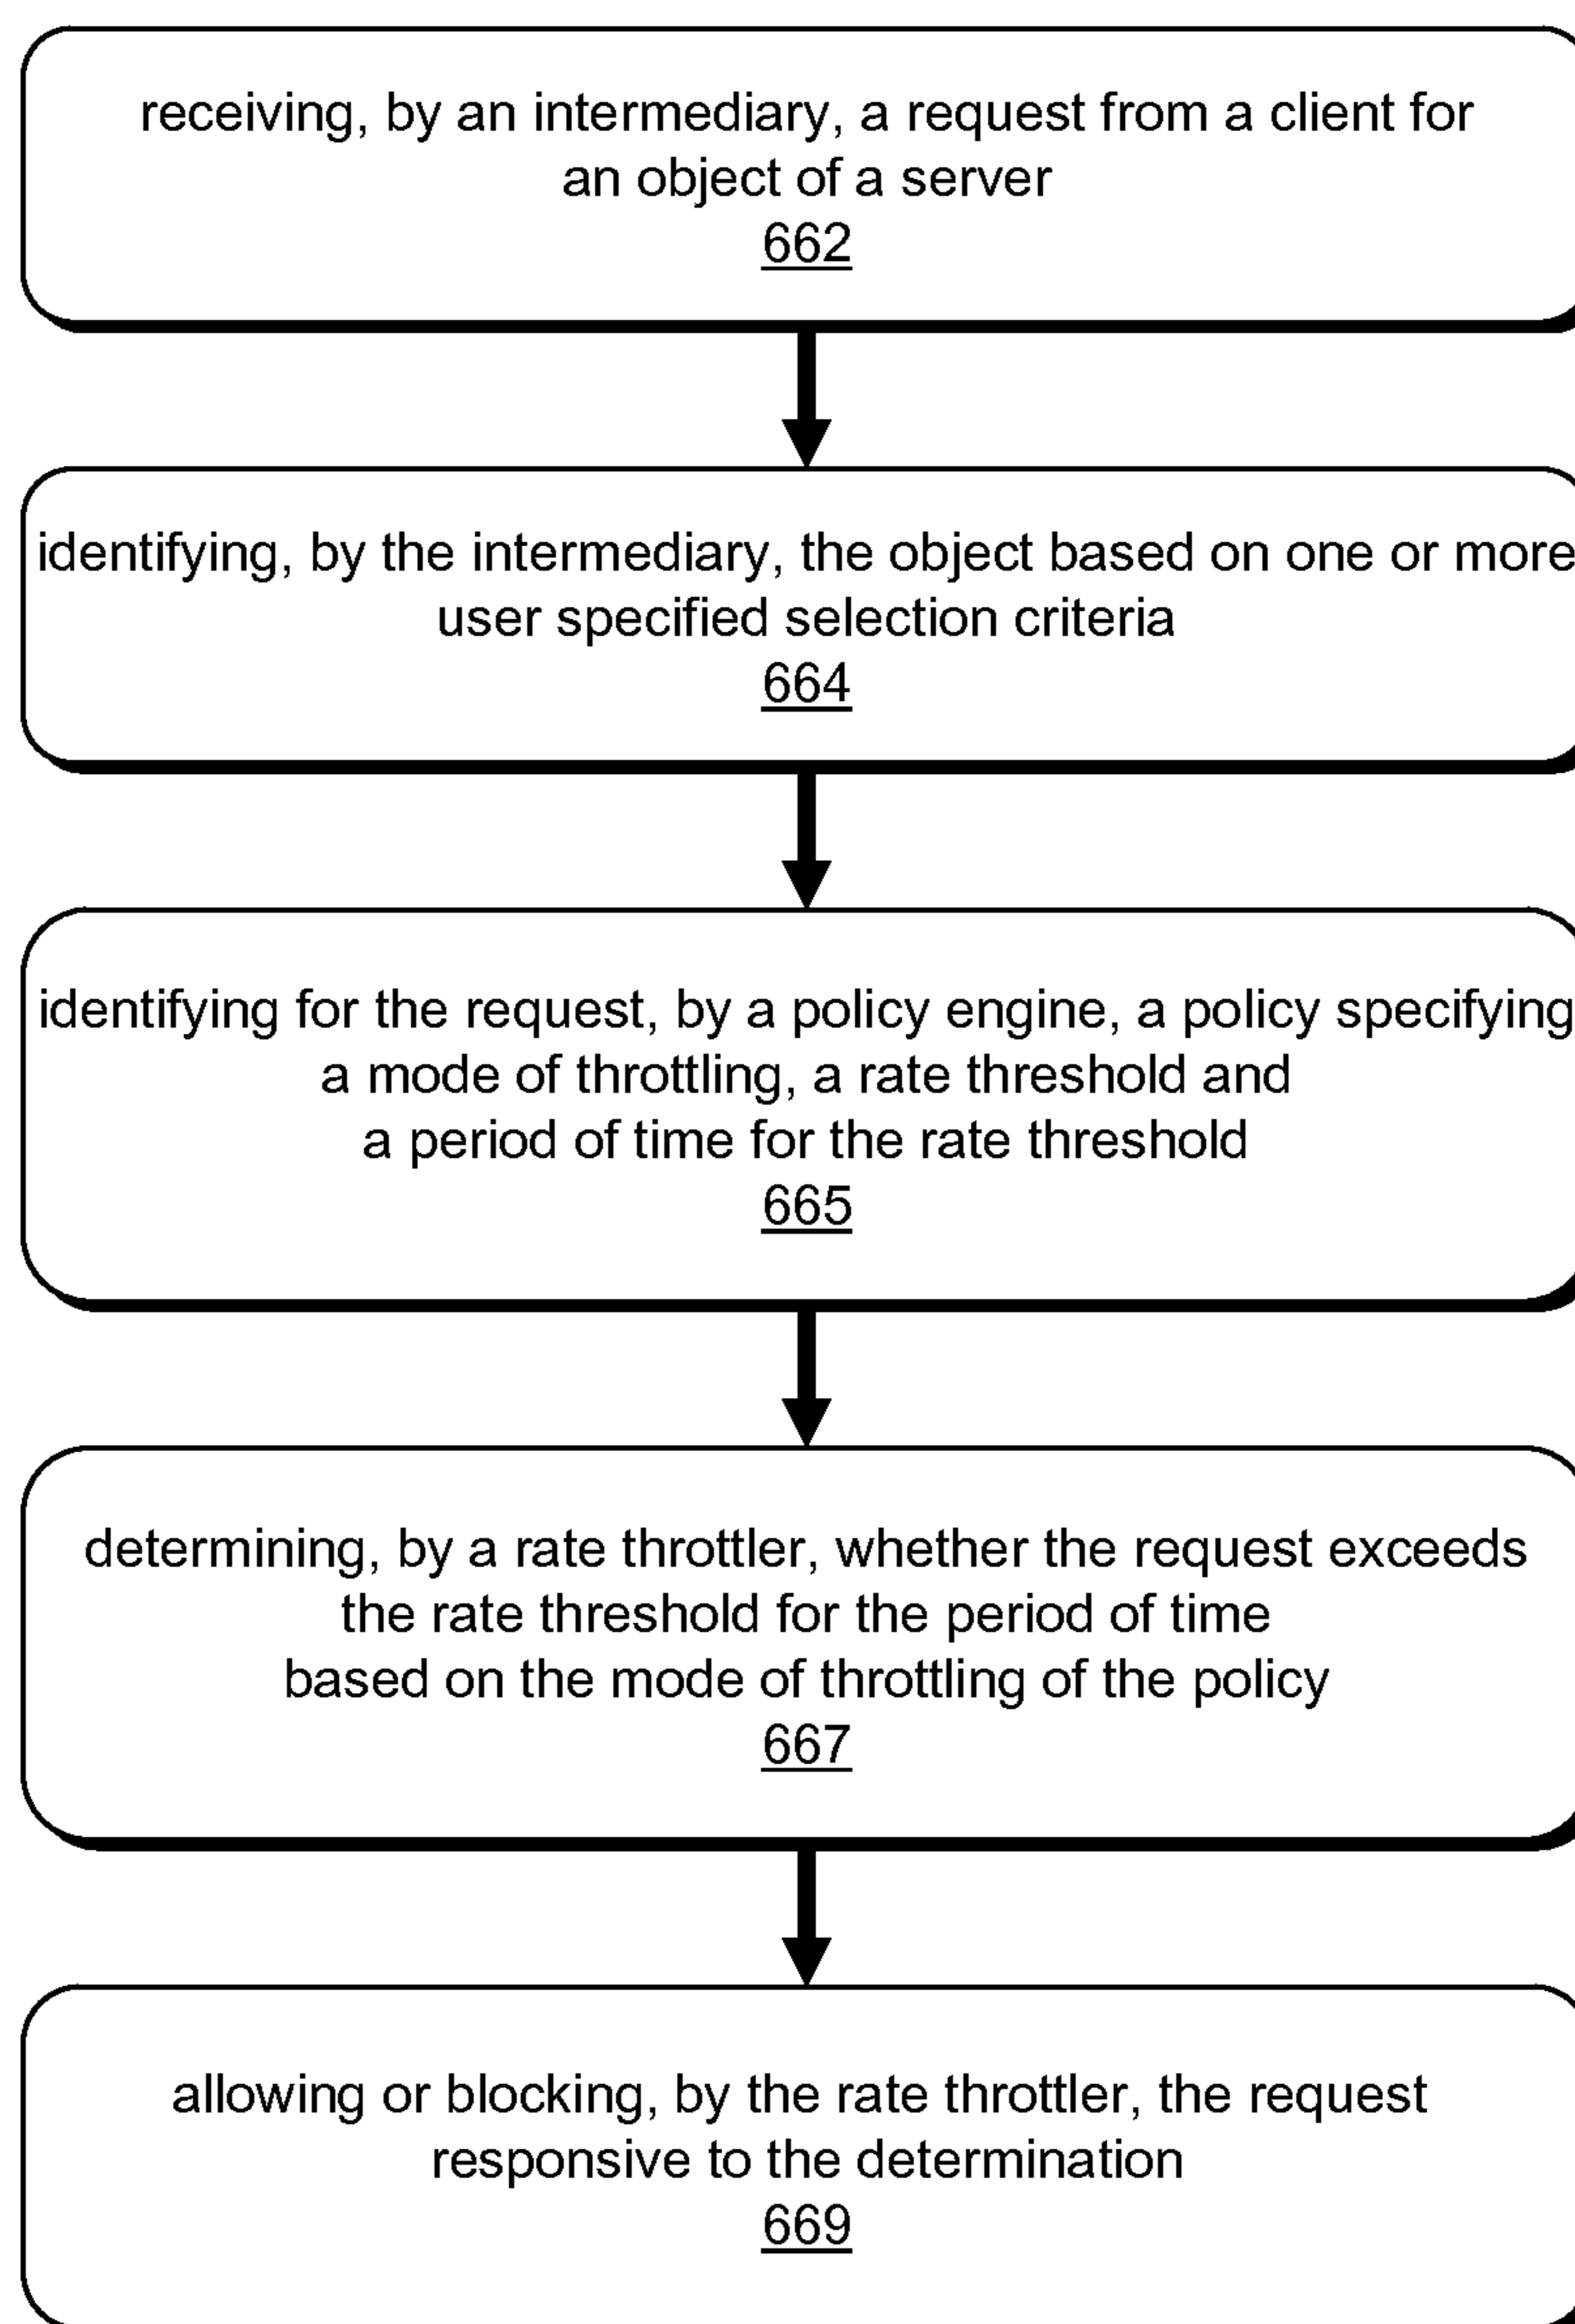 receiving, by an intermediary, a request from a client for
an object of a server
662
identifying, by the intermediary, the object based on one or more
user specified selection criteria
664
identifying for the request, by a policy engine, a policy specifying
a mode of throttling, a rate threshold and
a period of time for the rate threshold
665
determining, by a rate throttler, whether the request exceeds
the rate threshold for the period of time
based on the mode of throttling of the policy
667
allowing or blocking, by the rate throttler, the request
responsive to the determination
669